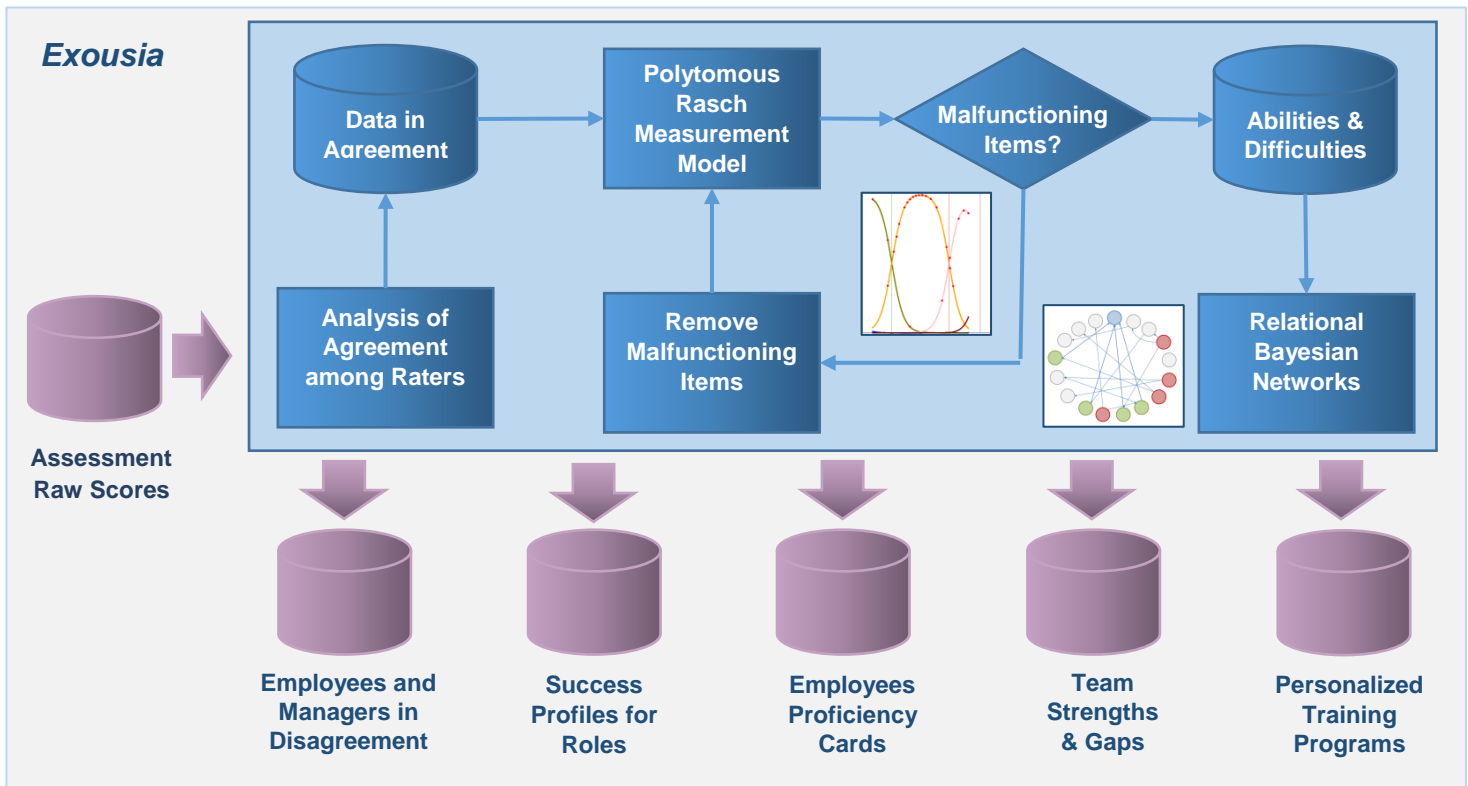 Exousia
Data in
Agreement
Polytomous
Rasch
Measurement
Model
Malfunctioning
Items?
Abilities &
Difficulties
Analysis of
Agreement
among Raters
Remove
Malfunctioning
Items
Relational
Bayesian
Networks
Assessment
Raw Scores
Employees and
Managers in
Disagreement
Success
Profiles for
Roles
Employees
Proficiency
Cards
Team
Strengths
& Gaps
Personalized
Training
Programs